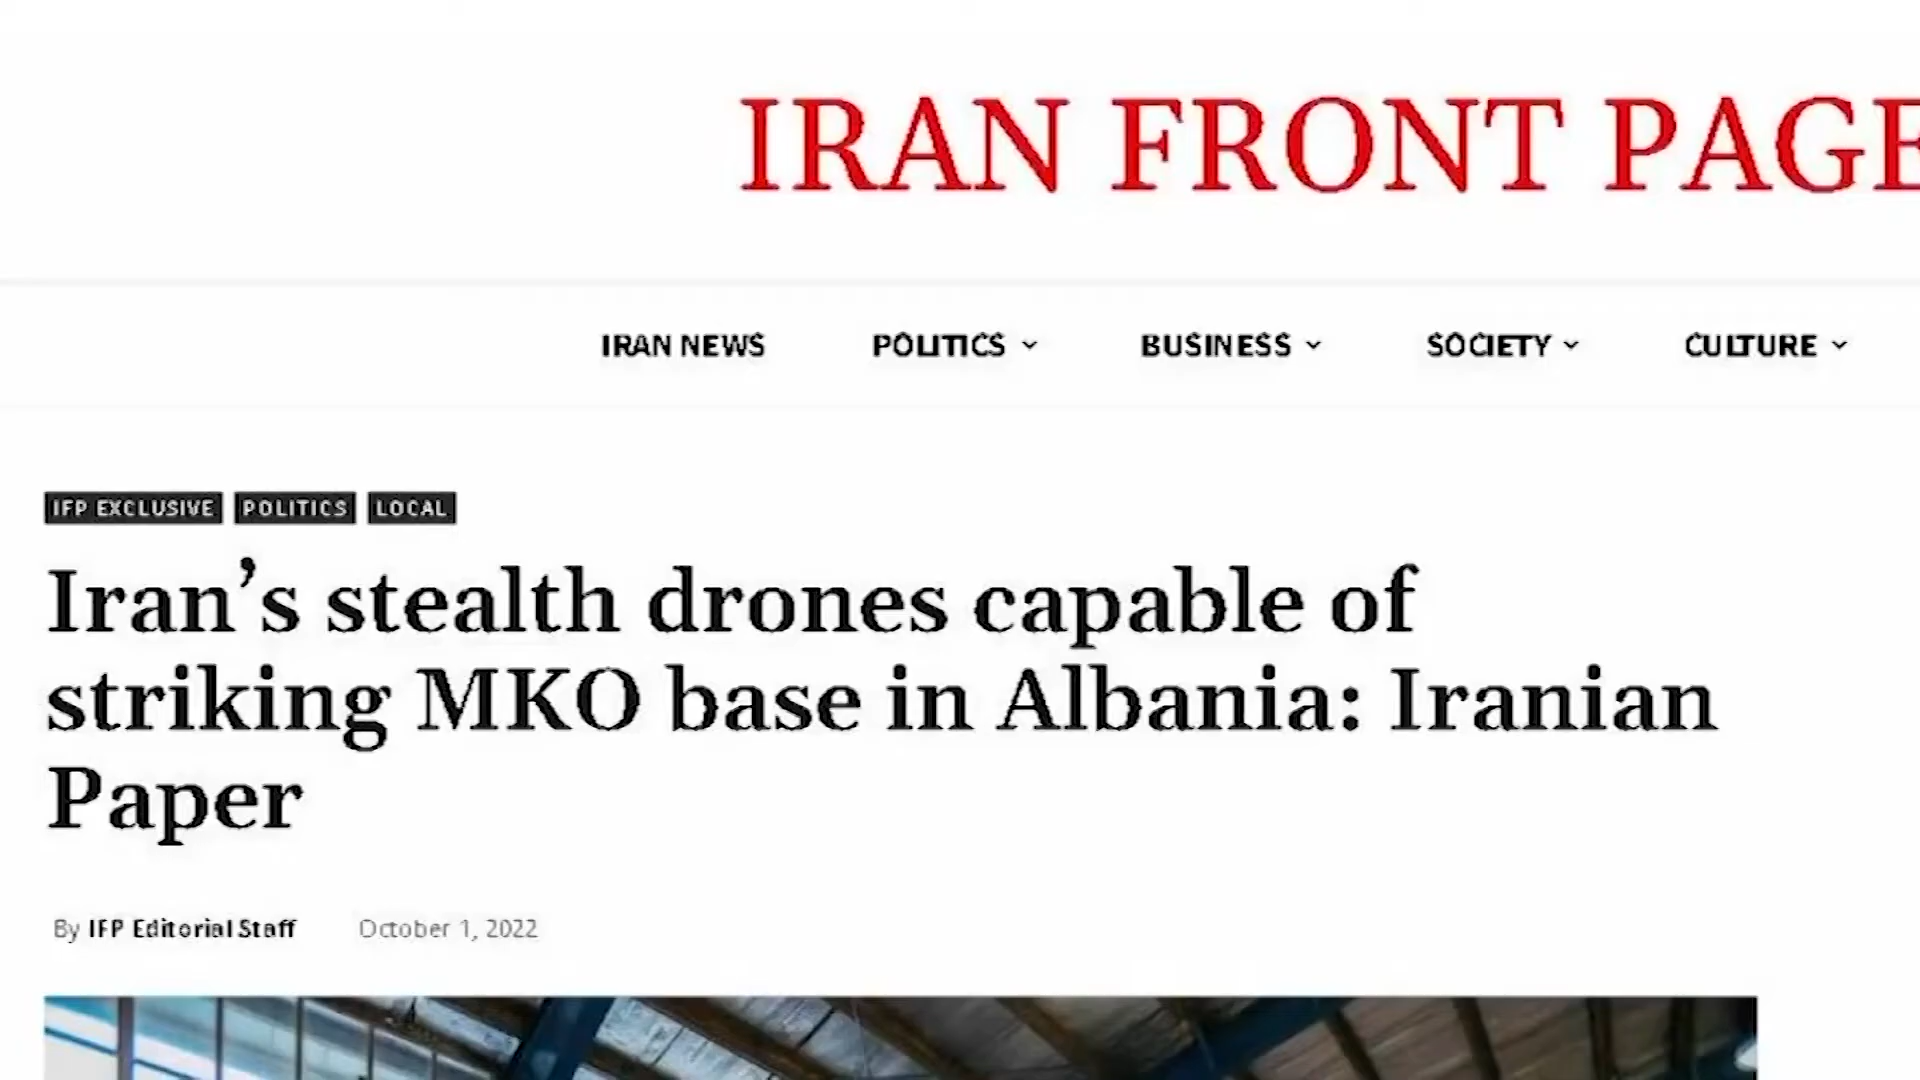 IRAN FRONT PAGE
IRAN NEWS POLITICS BUSINESS SOCIETY CULTURE
IFP EXCLUSIVE POLITICS LOCAL
Iran’s stealth drones capable of
striking MKO base in Albania: Iranian
Paper
By IFP Editorial Staff October 1, 2022